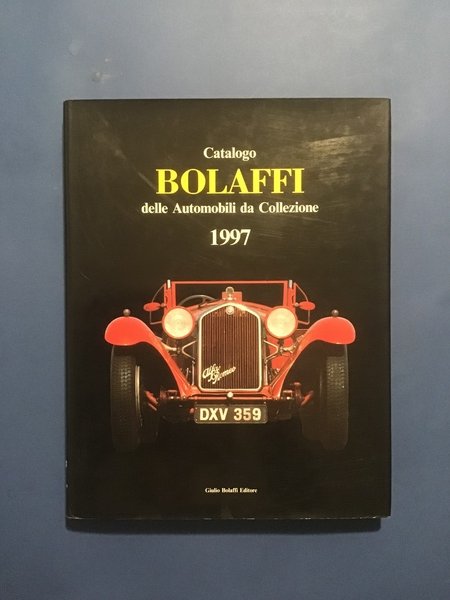 Catalogo
BOLAFFI
delle Automobili da Collezione
1997
Alfa
Romeo
DXV 359
Giulio Bolaffi Editore